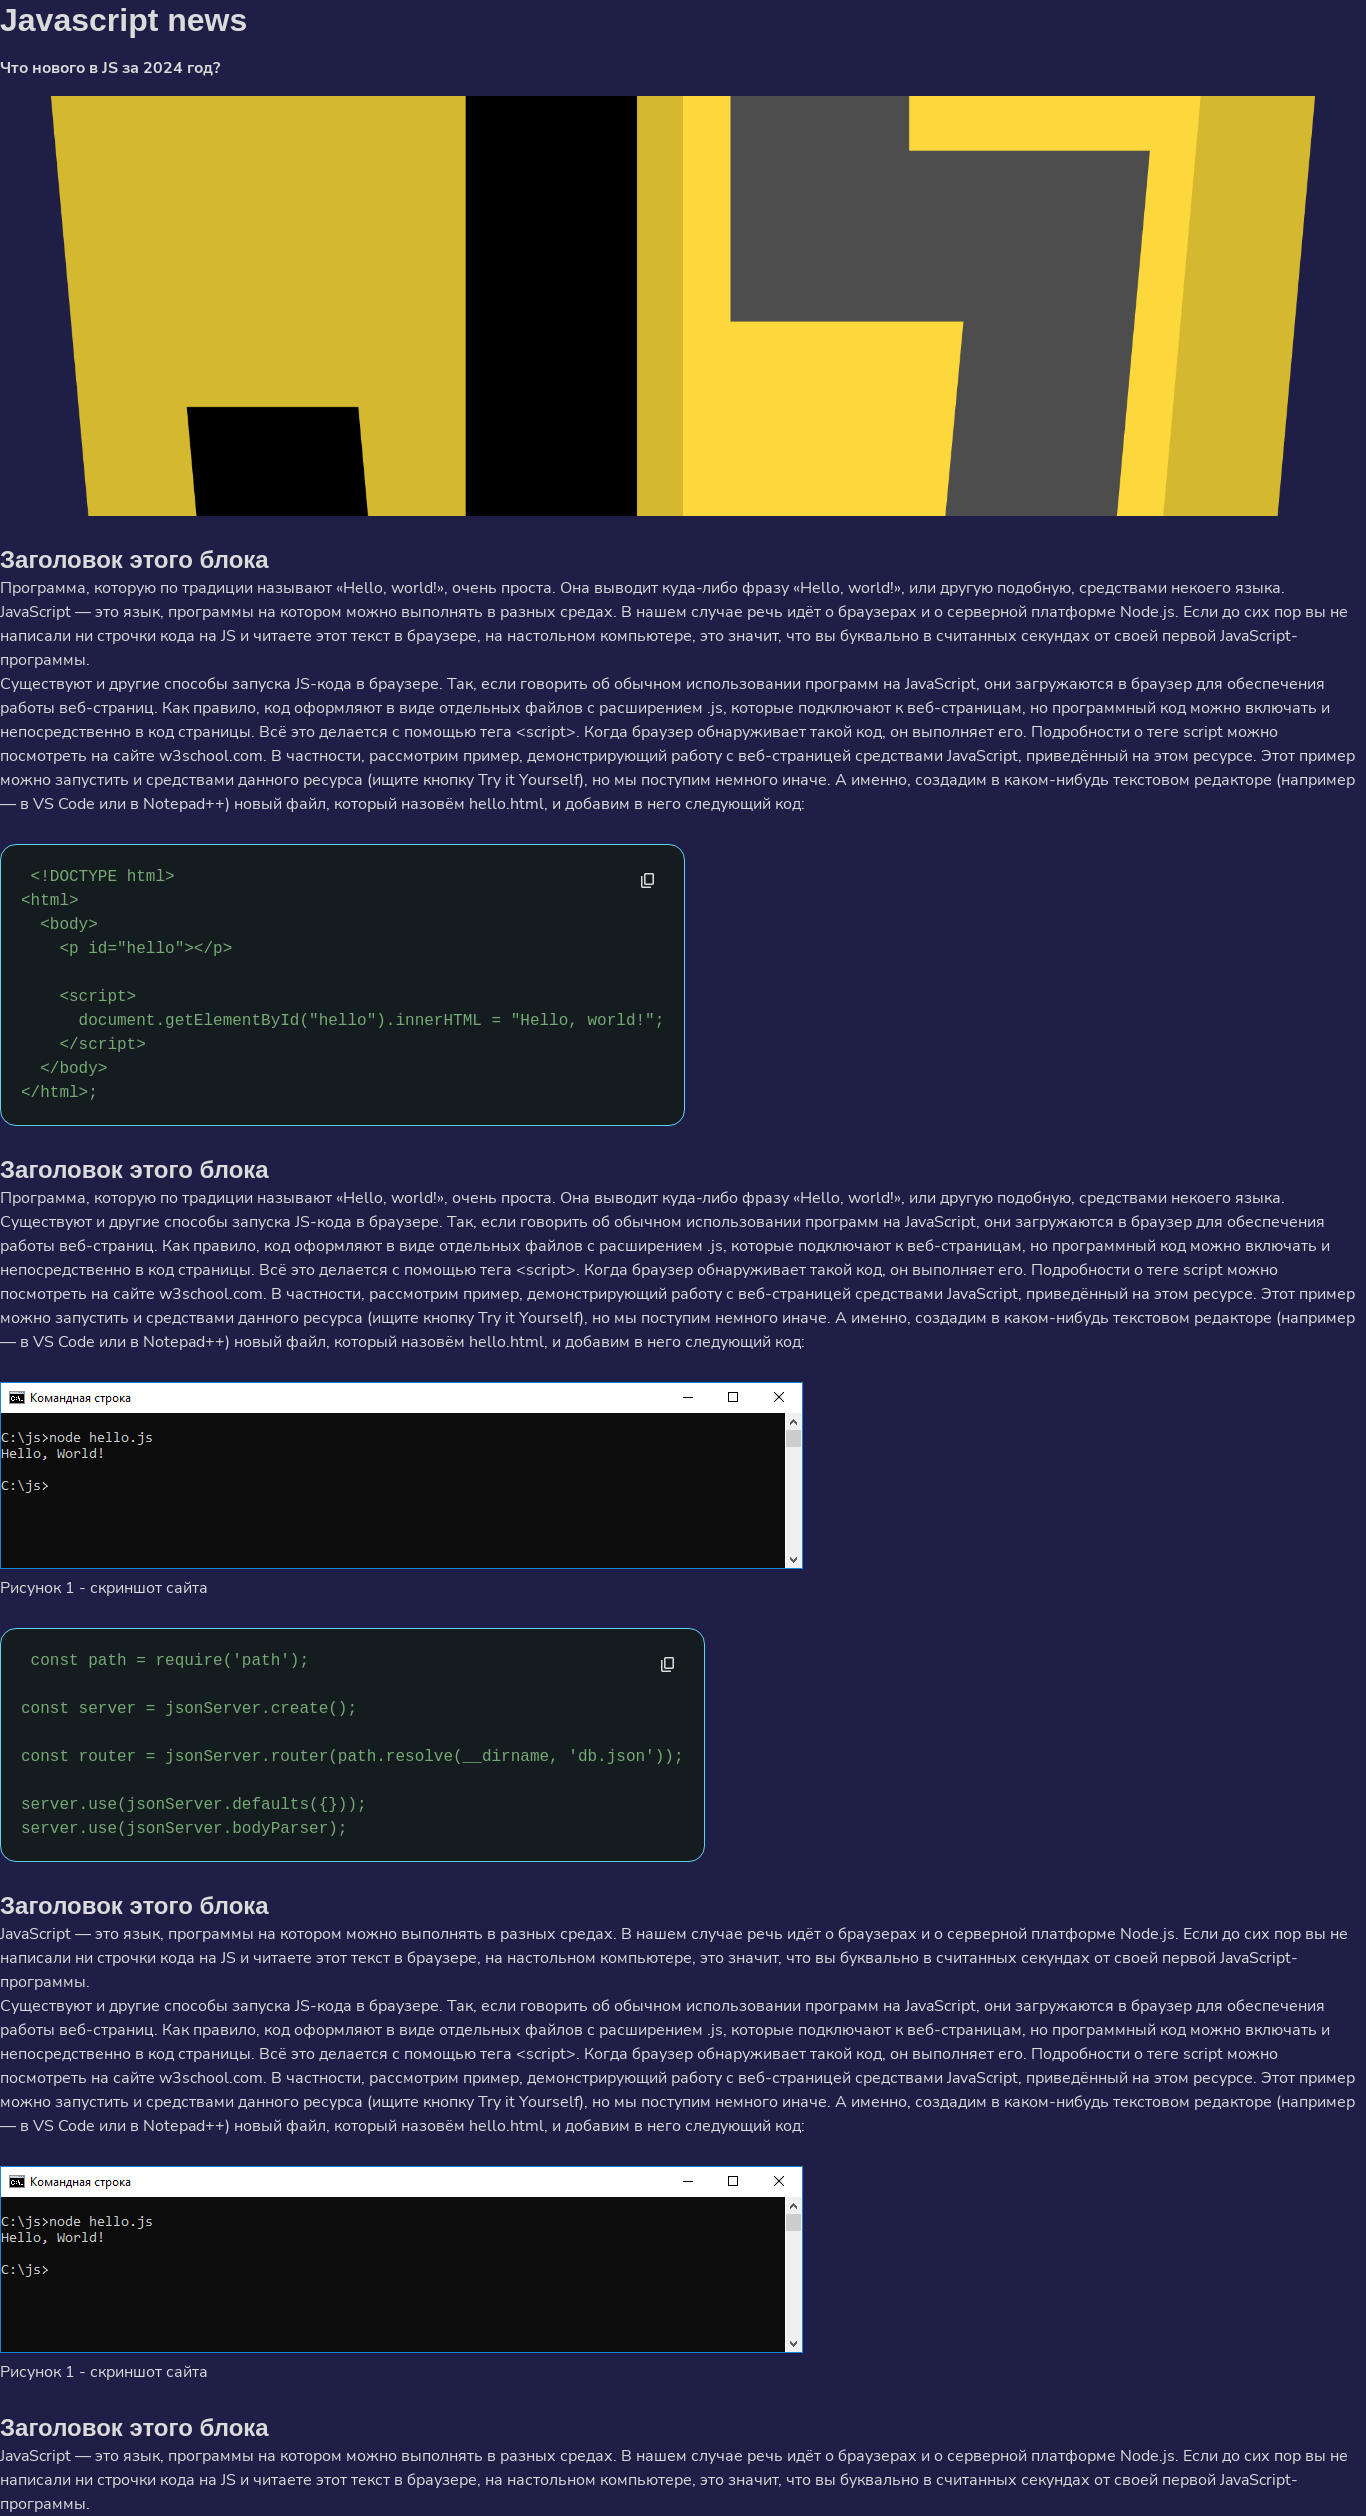 Javascript news
Что нового в JS за 2024 год?
Заголовок этого блока
Программа, которую по традиции называют «Hello, world!», очень проста. Она выводит куда-либо фразу «Hello, world!», или другую подобную, средствами некоего языка.
JavaScript — это язык, программы на котором можно выполнять в разных средах. В нашем случае речь идёт о браузерах и о серверной платформе Node.js. Если до сих пор вы не
написали ни строчки кода на JS и читаете этот текст в браузере, на настольном компьютере, это значит, что вы буквально в считанных секундах от своей первой JavaScript-
программы.
Существуют и другие способы запуска JS-кода в браузере. Так, если говорить об обычном использовании программ на JavaScript, они загружаются в браузер для обеспечения
работы веб-страниц. Как правило, код оформляют в виде отдельных файлов с расширением .js, которые подключают к веб-страницам, но программный код можно включать и
непосредственно в код страницы. Всё это делается с помощью тега <script>. Когда браузер обнаруживает такой код, он выполняет его. Подробности о теге script можно
посмотреть на сайте w3school.com. В частности, рассмотрим пример, демонстрирующий работу с веб-страницей средствами JavaScript, приведённый на этом ресурсе. Этот пример
можно запустить и средствами данного ресурса (ищите кнопку Try it Yourself), но мы поступим немного иначе. А именно, создадим в каком-нибудь текстовом редакторе (например
— в VS Code или в Notepad++) новый файл, который назовём hello.html, и добавим в него следующий код:
<!DOCTYPE html>
<html>
<body>
<p id="hello"></p>
<script>
document.getElementById("hello").innerHTML = "Hello, world!";
</script>
</body>
</html>;
Заголовок этого блока
Программа, которую по традиции называют «Hello, world!», очень проста. Она выводит куда-либо фразу «Hello, world!», или другую подобную, средствами некоего языка.
Существуют и другие способы запуска JS-кода в браузере. Так, если говорить об обычном использовании программ на JavaScript, они загружаются в браузер для обеспечения
работы веб-страниц. Как правило, код оформляют в виде отдельных файлов с расширением .js, которые подключают к веб-страницам, но программный код можно включать и
непосредственно в код страницы. Всё это делается с помощью тега <script>. Когда браузер обнаруживает такой код, он выполняет его. Подробности о теге script можно
посмотреть на сайте w3school.com. В частности, рассмотрим пример, демонстрирующий работу с веб-страницей средствами JavaScript, приведённый на этом ресурсе. Этот пример
можно запустить и средствами данного ресурса (ищите кнопку Try it Yourself), но мы поступим немного иначе. А именно, создадим в каком-нибудь текстовом редакторе (например
— в VS Code или в Notepad++) новый файл, который назовём hello.html, и добавим в него следующий код:
Командная строка
C:\js>node hello.js
Hello, World!
C:\js>
Рисунок 1 - скриншот сайта
const path = require('path');
const server = jsonServer.create();
const router = jsonServer.router(path.resolve(__dirname, 'db.json'));
server.use(jsonServer.defaults({}));
server.use(jsonServer.bodyParser);
Заголовок этого блока
JavaScript — это язык, программы на котором можно выполнять в разных средах. В нашем случае речь идёт о браузерах и о серверной платформе Node.js. Если до сих пор вы не
написали ни строчки кода на JS и читаете этот текст в браузере, на настольном компьютере, это значит, что вы буквально в считанных секундах от своей первой JavaScript-
программы.
Существуют и другие способы запуска JS-кода в браузере. Так, если говорить об обычном использовании программ на JavaScript, они загружаются в браузер для обеспечения
работы веб-страниц. Как правило, код оформляют в виде отдельных файлов с расширением .js, которые подключают к веб-страницам, но программный код можно включать и
непосредственно в код страницы. Всё это делается с помощью тега <script>. Когда браузер обнаруживает такой код, он выполняет его. Подробности о теге script можно
посмотреть на сайте w3school.com. В частности, рассмотрим пример, демонстрирующий работу с веб-страницей средствами JavaScript, приведённый на этом ресурсе. Этот пример
можно запустить и средствами данного ресурса (ищите кнопку Try it Yourself), но мы поступим немного иначе. А именно, создадим в каком-нибудь текстовом редакторе (например
— в VS Code или в Notepad++) новый файл, который назовём hello.html, и добавим в него следующий код:
Командная строка
C:\js>node hello.js
Hello, World!
C:\js>
Рисунок 1 - скриншот сайта
Заголовок этого блока
JavaScript — это язык, программы на котором можно выполнять в разных средах. В нашем случае речь идёт о браузерах и о серверной платформе Node.js. Если до сих пор вы не
написали ни строчки кода на JS и читаете этот текст в браузере, на настольном компьютере, это значит, что вы буквально в считанных секундах от своей первой JavaScript-
программы.